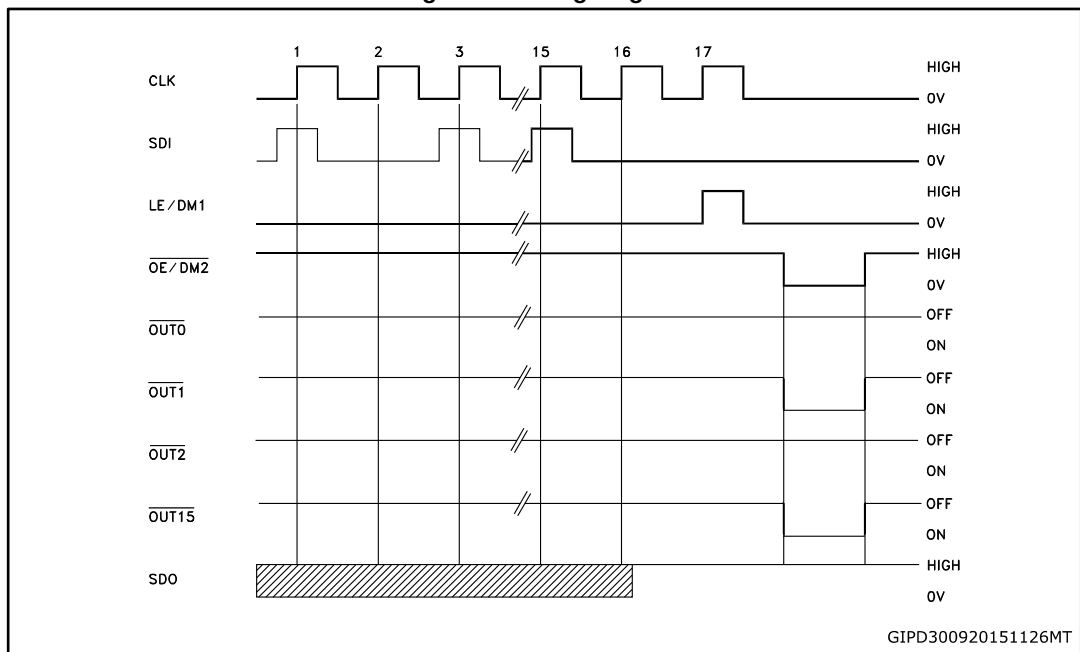 1 2 3 15 16 17
CLK HIGH
0V
SDI HIGH
0V
LE/DM1 HIGH
0V
OE/DM2 HIGH
0V
OUT0 OFF
ON
OUT1 OFF
ON
OUT2 OFF
ON
OUT15 OFF
ON
SDO HIGH
0V
GIPD300920151126MT